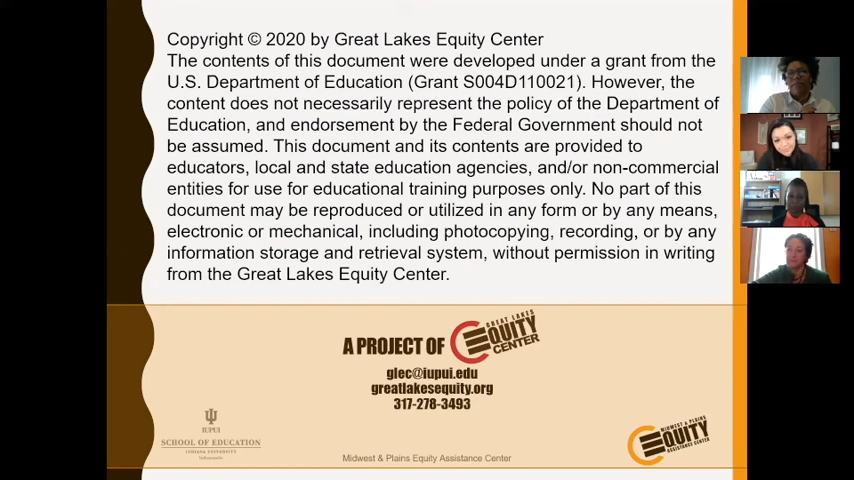 Copyright © 2020 by Great Lakes Equity Center
The contents of this document were developed under a grant from the
U.S. Department of Education (Grant S004D110021). However, the
content does not necessarily represent the policy of the Department of
Education, and endorsement by the Federal Government should not
be assumed. This document and its contents are provided to
educators, local and state education agencies, and/or non-commercial
entities for use for educational training purposes only. No part of this
document may be reproduced or utilized in any form or by any means,
electronic or mechanical, including photocopying, recording, or by any
information storage and retrieval system, without permission in writing
from the Great Lakes Equity Center.
A PROJECT OF
GREAT LAKES
EQUITY
CENTER
glec@iupui.edu
greatlakesequity.org
317-278-3493
IUPUI
SCHOOL OF EDUCATION
INDIANA UNIVERSITY
Indianapolis
Midwest & Plains Equity Assistance Center
MIDWEST & PLAINS
EQUITY
ASSISTANCE CENTER